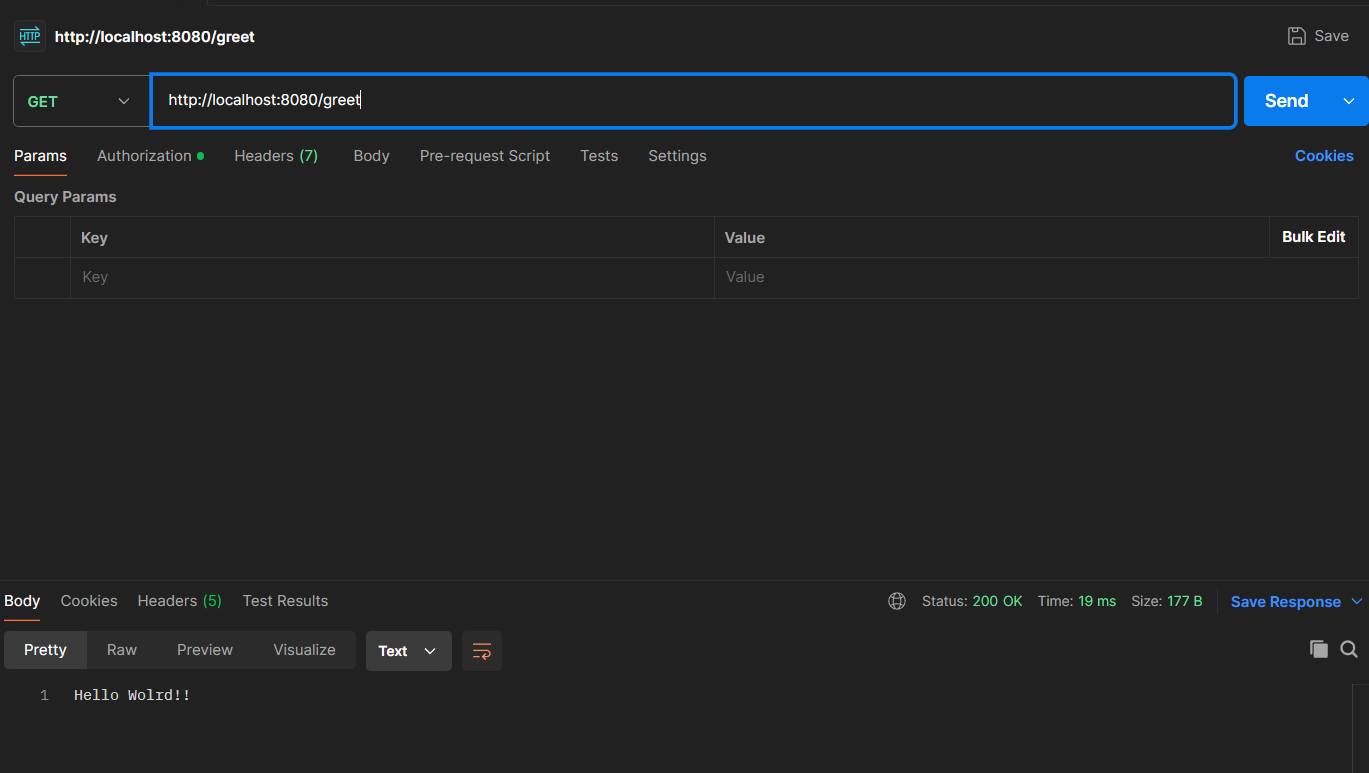 HTTP http://localhost:8080/greet Save
GET http://localhost:8080/greet Send
Params Authorization Headers (7) Body Pre-request Script Tests Settings Cookies
Query Params
Key Value Bulk Edit
Key Value
Body Cookies Headers (5) Test Results Status: 200 OK Time: 19 ms Size: 177 B Save Response
Pretty Raw Preview Visualize Text
1 Hello Wolrd!!